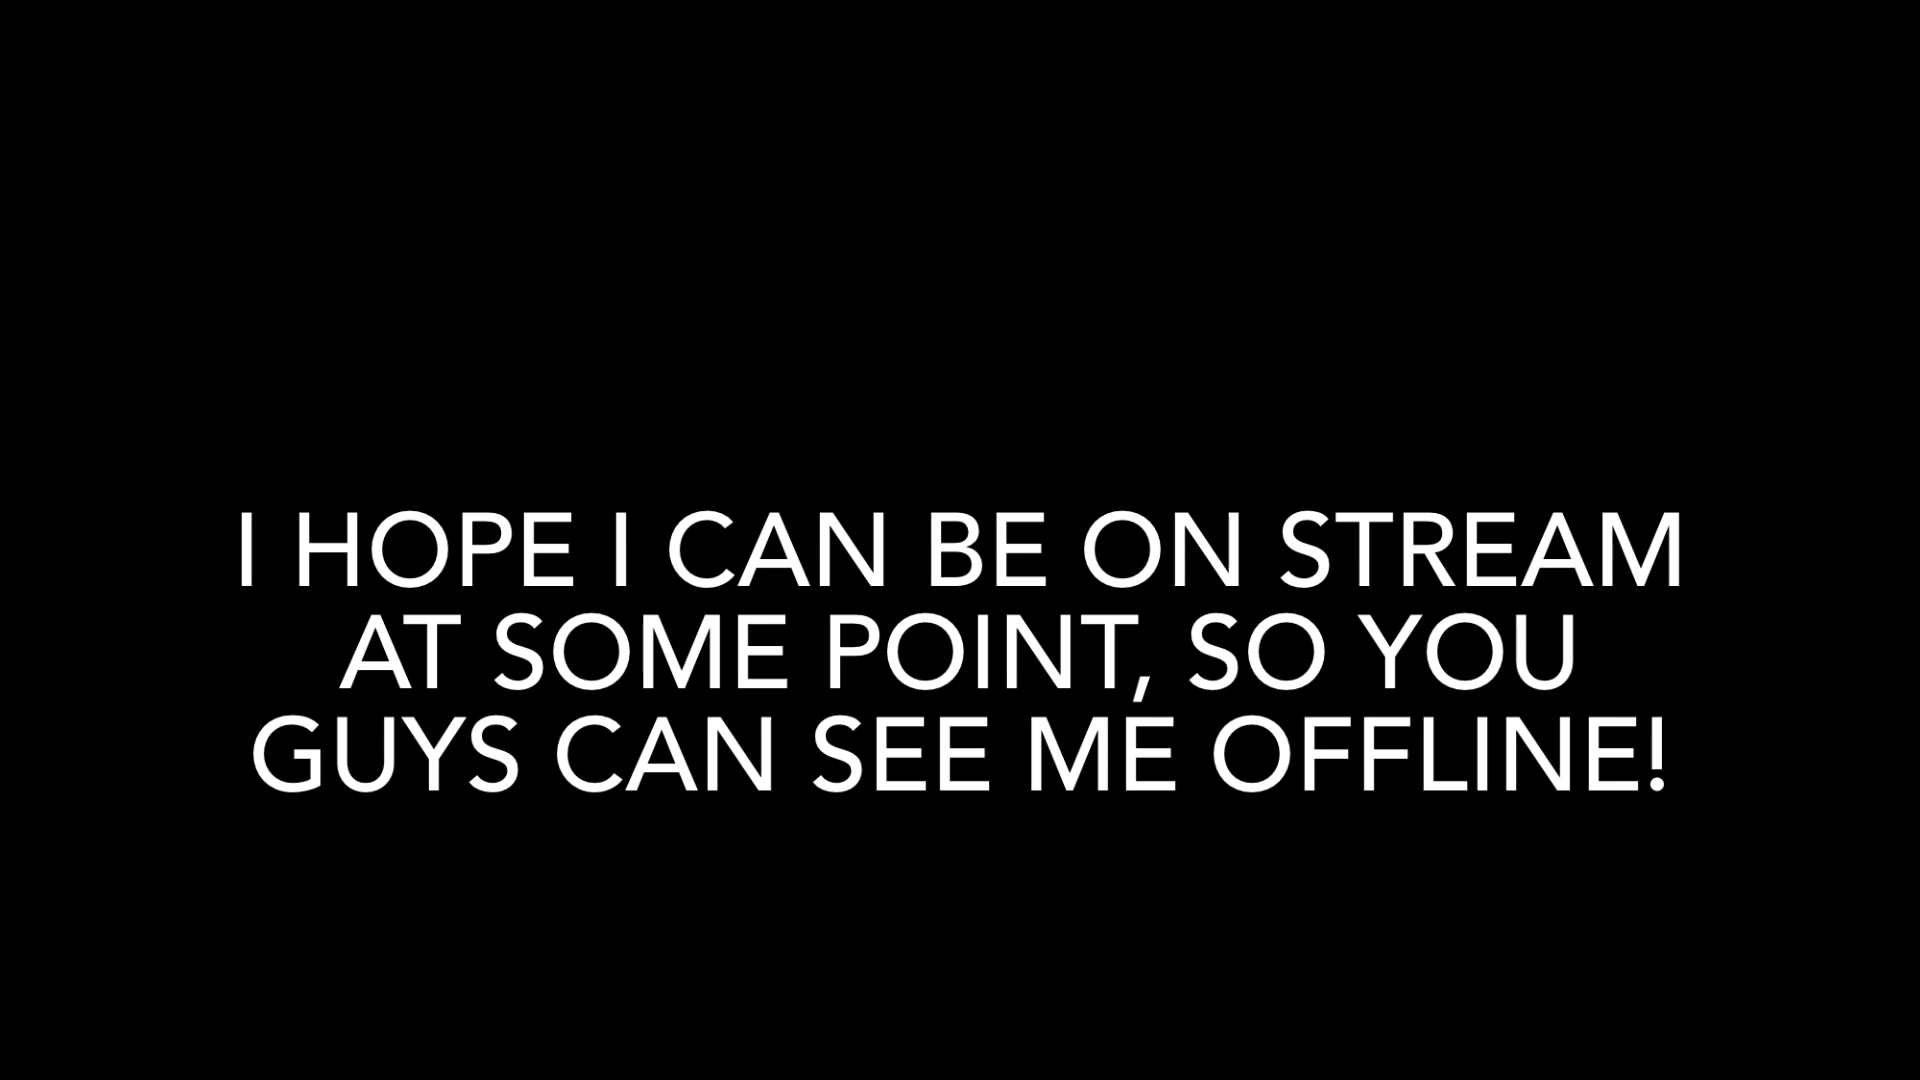 I HOPE I CAN BE ON STREAM
AT SOME POINT, SO YOU
GUYS CAN SEE ME OFFLINE!